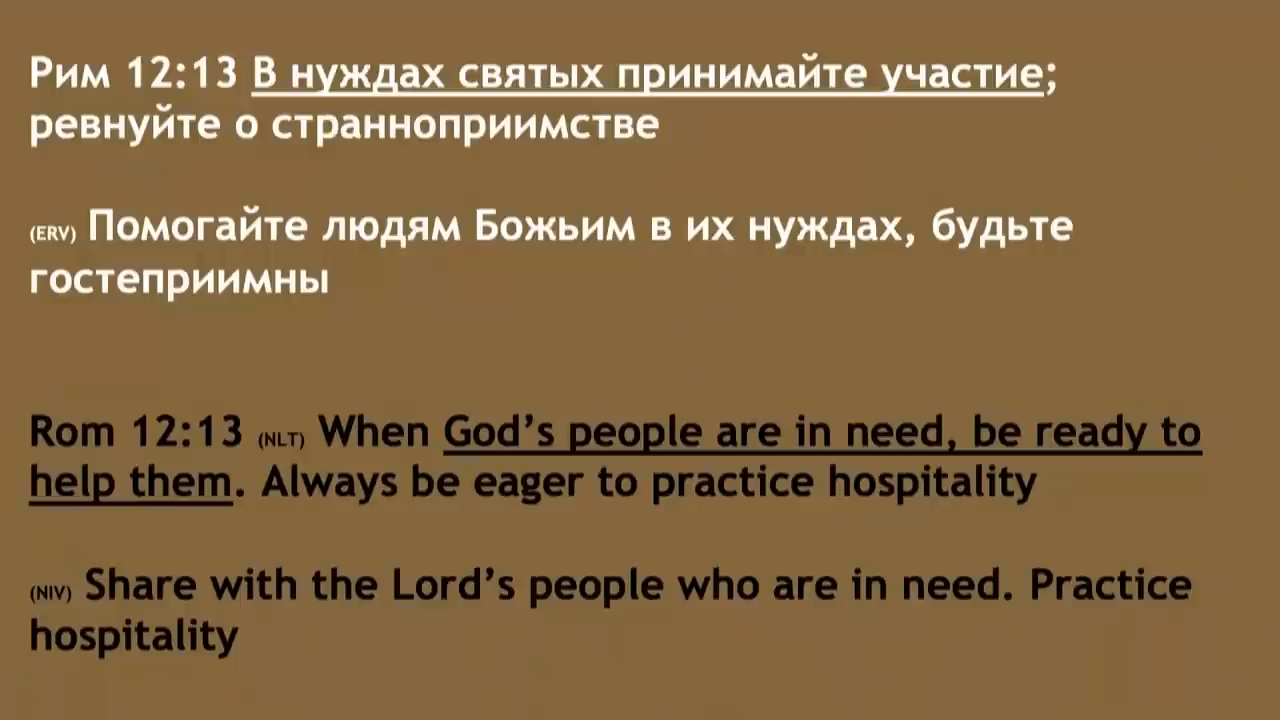 Рим 12:13 В нуждах святых принимайте участие;
ревнуйте о странноприимстве
(ERV) Помогайте людям Божьим в их нуждах, будьте
гостеприимны
Rom 12:13 (NLT) When God’s people are in need, be ready to
help them. Always be eager to practice hospitality
(NIV) Share with the Lord’s people who are in need. Practice
hospitality